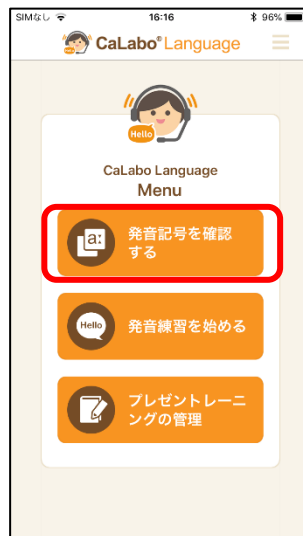 SIMなし 16:16 96%
CaLabo® Language
Hello
CaLabo Language
Menu
a:
発音記号を確認
する
Hello
発音練習を始める
プレゼントレーニ
ングの管理